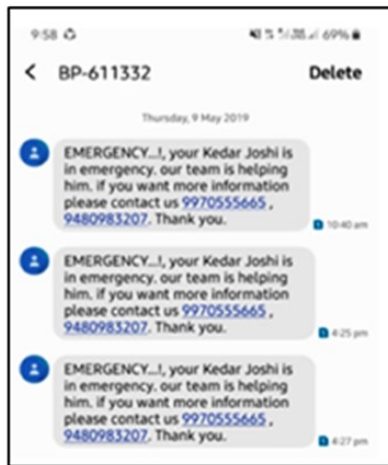 9:58 69%
BP-611332 Delete
Thursday, 9 May 2019
EMERGENCY...!, your Kedar Joshi is
in emergency. our team is helping
him. if you want more information
please contact us 9970555665 ,
9480983207. Thank you.
10:40 am
EMERGENCY...!, your Kedar Joshi is
in emergency. our team is helping
him. if you want more information
please contact us 9970555665 ,
9480983207. Thank you.
4:25 pm
EMERGENCY...!, your Kedar Joshi is
in emergency. our team is helping
him. if you want more information
please contact us 9970555665 ,
9480983207. Thank you.
4:27 pm